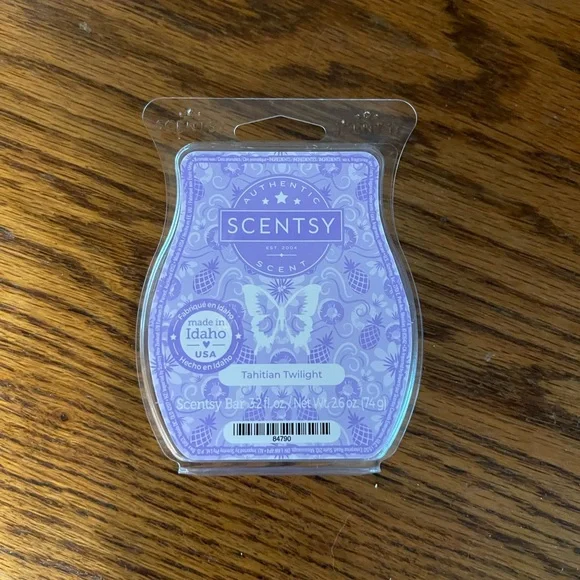 AUTHENTIC
SCENTSY
EST. 2004
SCENT
Fabriqué en Idaho
made in
Idaho
USA
Hecho en Idaho
Tahitian Twilight
Scentsy Bar 3.2 fl. oz / Net Wt. 2.6 oz. (74 g)
84790